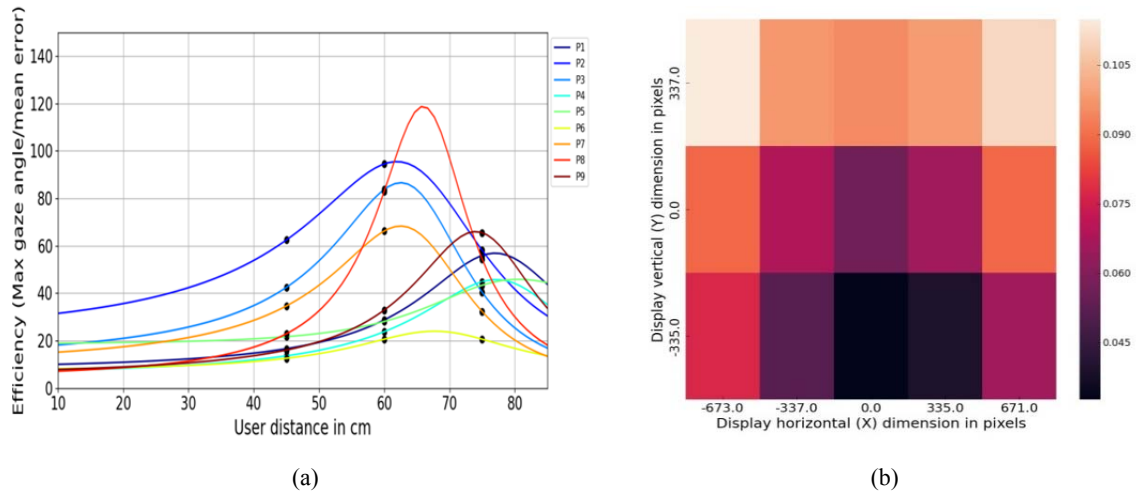 Efficiency (Max gaze angle/mean error)
140
120
100
80
60
40
20
0
10 20 30 40 50 60 70 80
User distance in cm
P1
P2
P3
P4
P5
P6
P7
P8
P9
(a)
Display vertical (Y) dimension in pixels
337.0
0.0
-335.0
-673.0 -337.0 0.0 335.0 671.0
Display horizontal (X) dimension in pixels
0.105
0.090
0.075
0.060
0.045
(b)